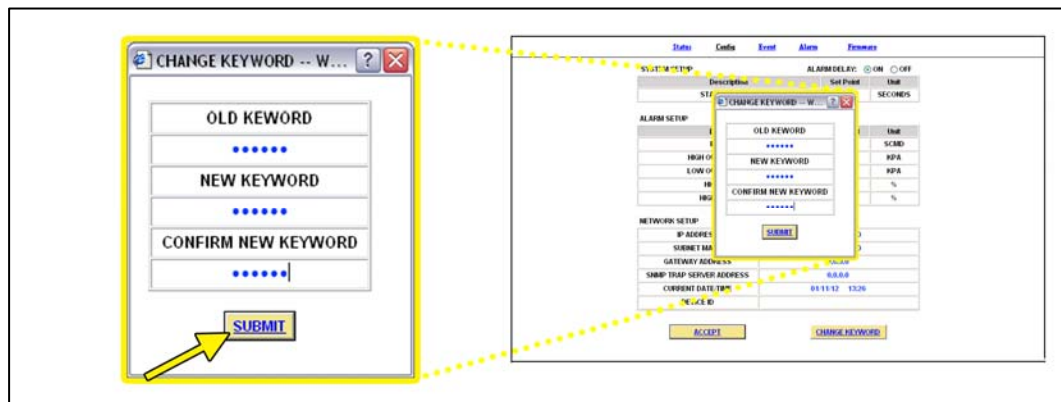 CHANGE KEYWORD -- W...
OLD KEWORD
••••••
NEW KEYWORD
••••••
CONFIRM NEW KEYWORD
••••••
SUBMIT
Status Config Event Alarm Firmware
SYSTEM SETUP ALARM DELAY: ON OFF
Description Set Point Unit
SECONDS
CHANGE KEYWORD -- W...
ALARM SETUP
Unit
OLD KEWORD
SCMD
••••••
HIGH KPA
NEW KEYWORD
LOW KPA
••••••
%
CONFIRM NEW KEYWORD
%
••••••
NETWORK SETUP
SUBMIT
IP ADDRES
SUBNET MA
GATEWAY ADDRESS
SNMP TRAP SERVER ADDRESS 0.0.0.0
CURRENT DATE/TIME 01/11/12 13:26
DEVICE ID
ACCEPT CHANGE KEYWORD